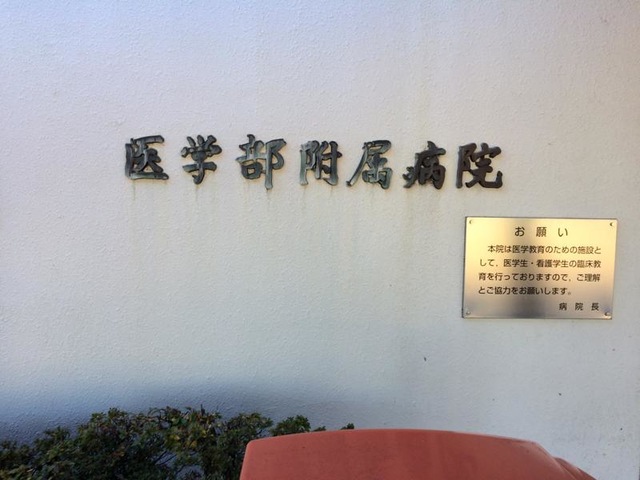 医学部附属病院
お願い
本院は医学教育のための施設と
して、医学生・看護学生の臨床教
育を行っておりますので、ご理解
とご協力をお願いします。
病院長